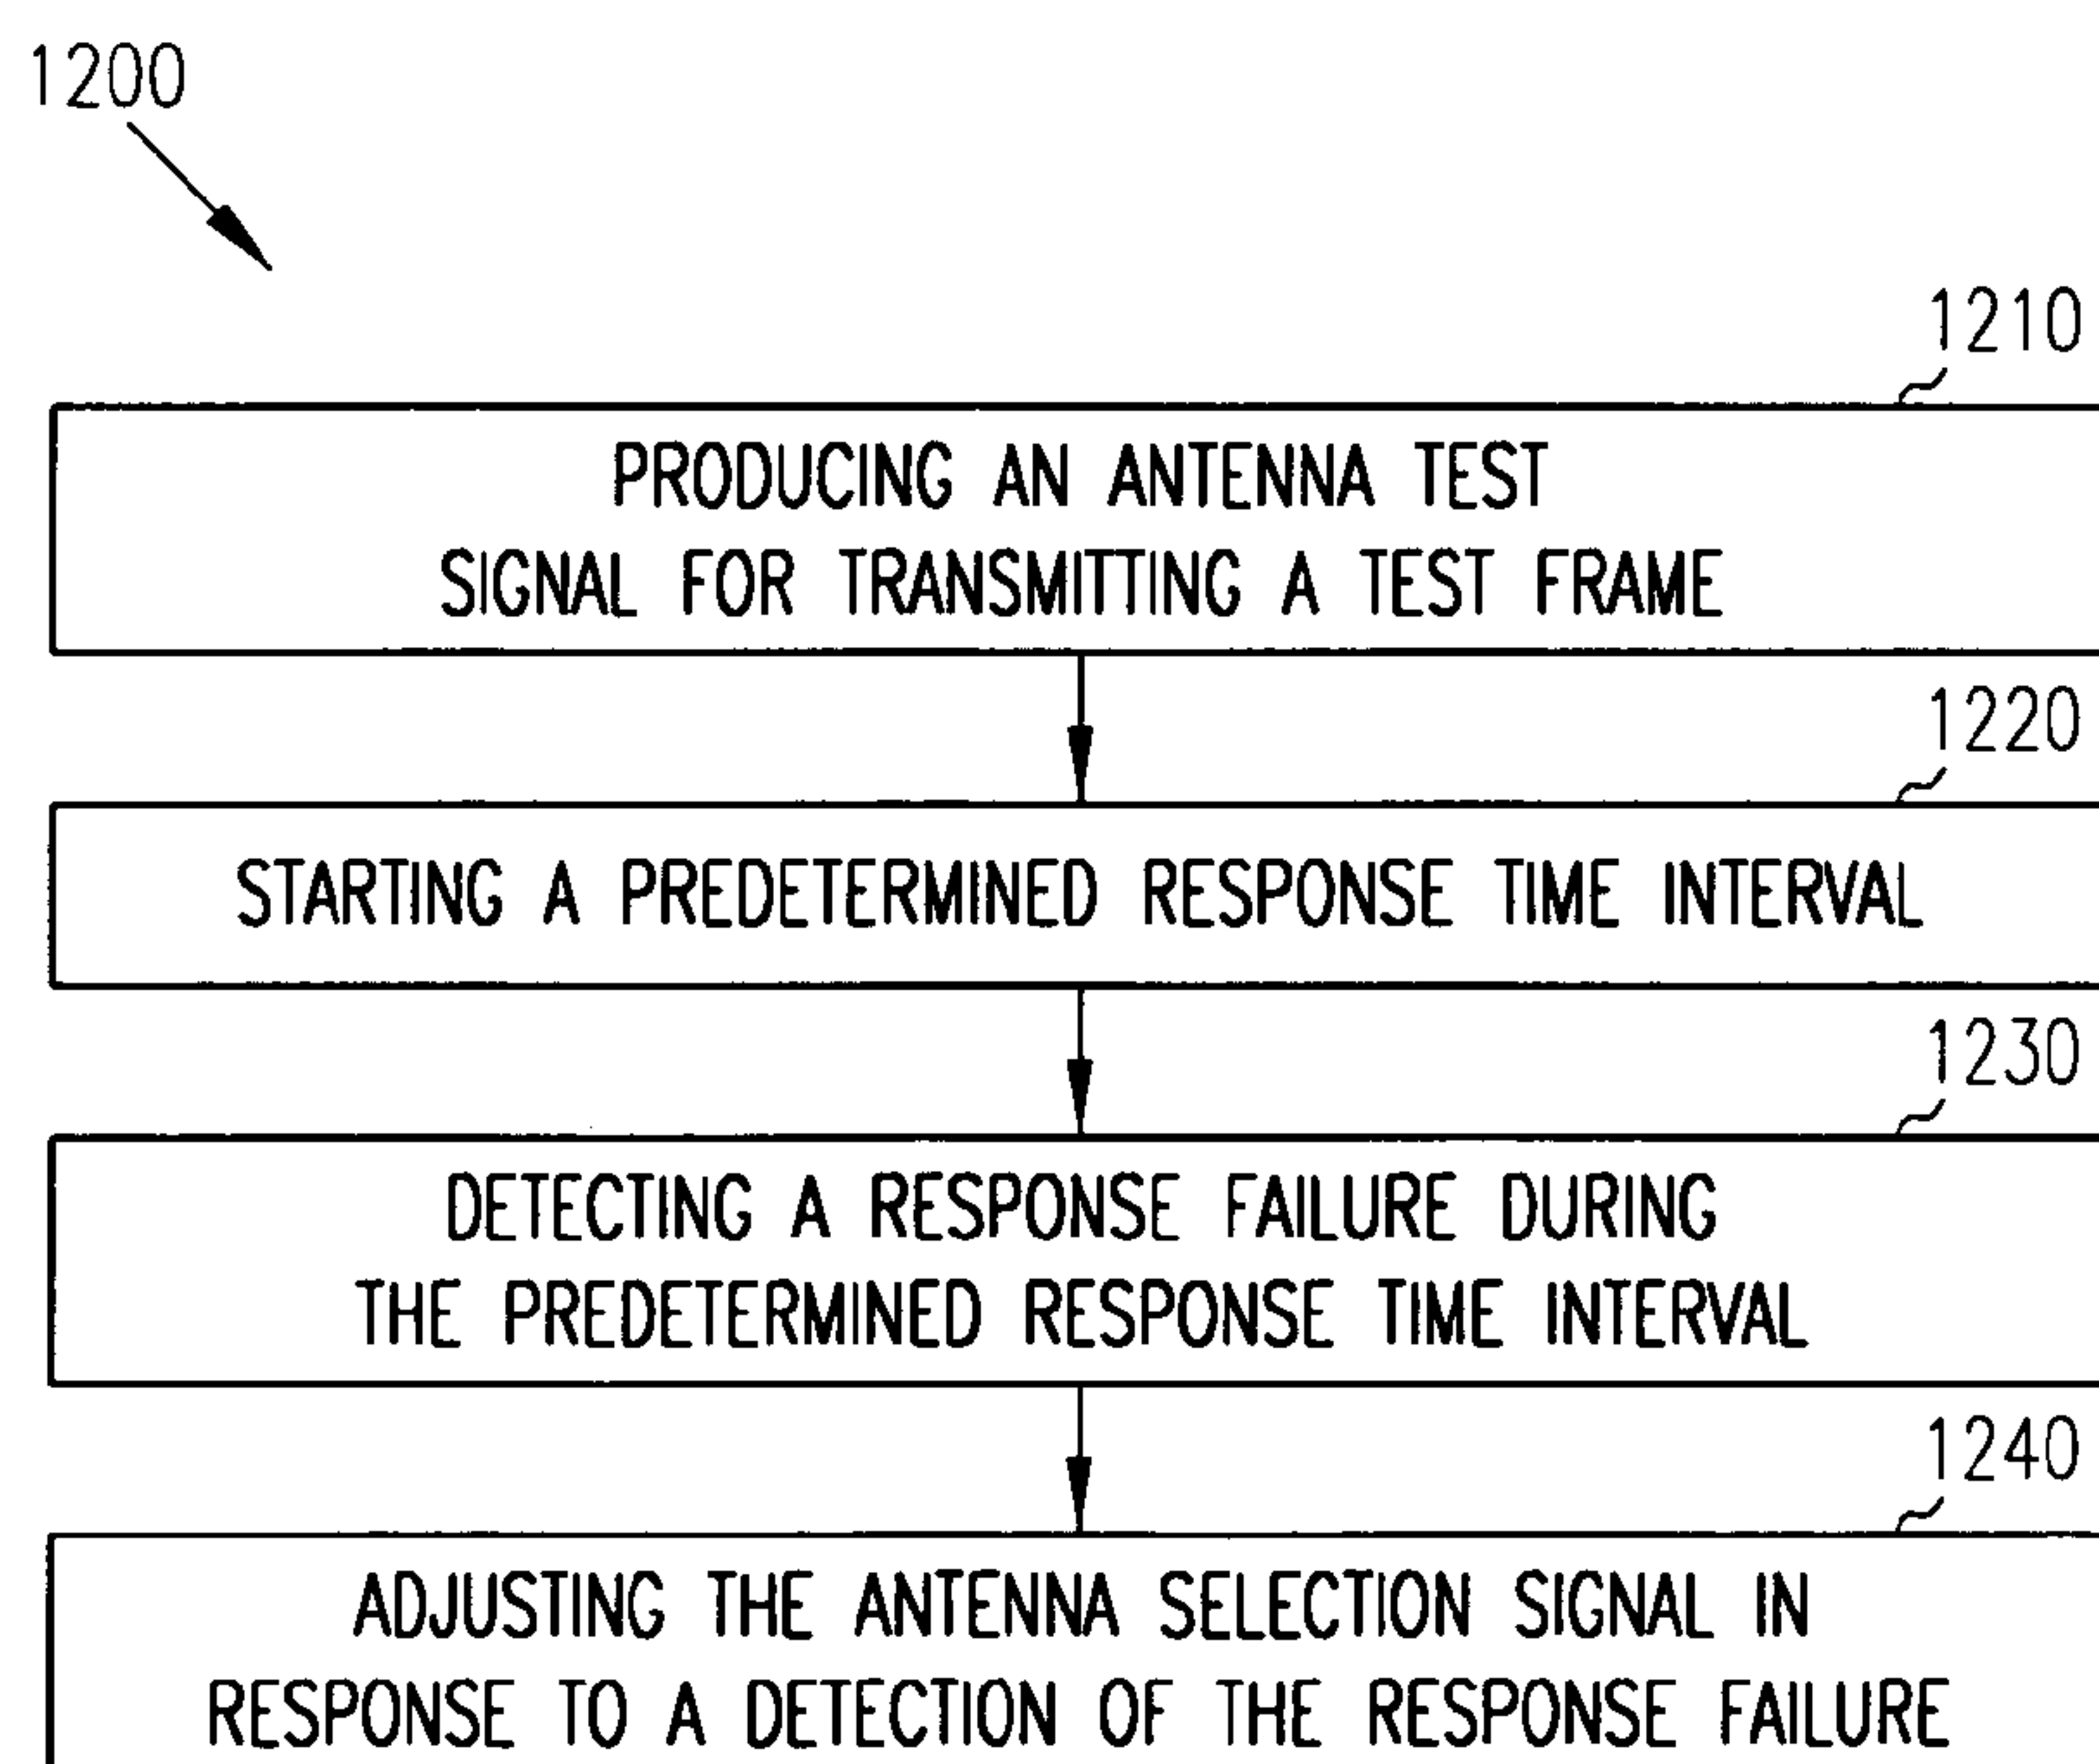 1200
1210
PRODUCING AN ANTENNA TEST
SIGNAL FOR TRANSMITTING A TEST FRAME
1220
STARTING A PREDETERMINED RESPONSE TIME INTERVAL
1230
DETECTING A RESPONSE FAILURE DURING
THE PREDETERMINED RESPONSE TIME INTERVAL
1240
ADJUSTING THE ANTENNA SELECTION SIGNAL IN
RESPONSE TO A DETECTION OF THE RESPONSE FAILURE